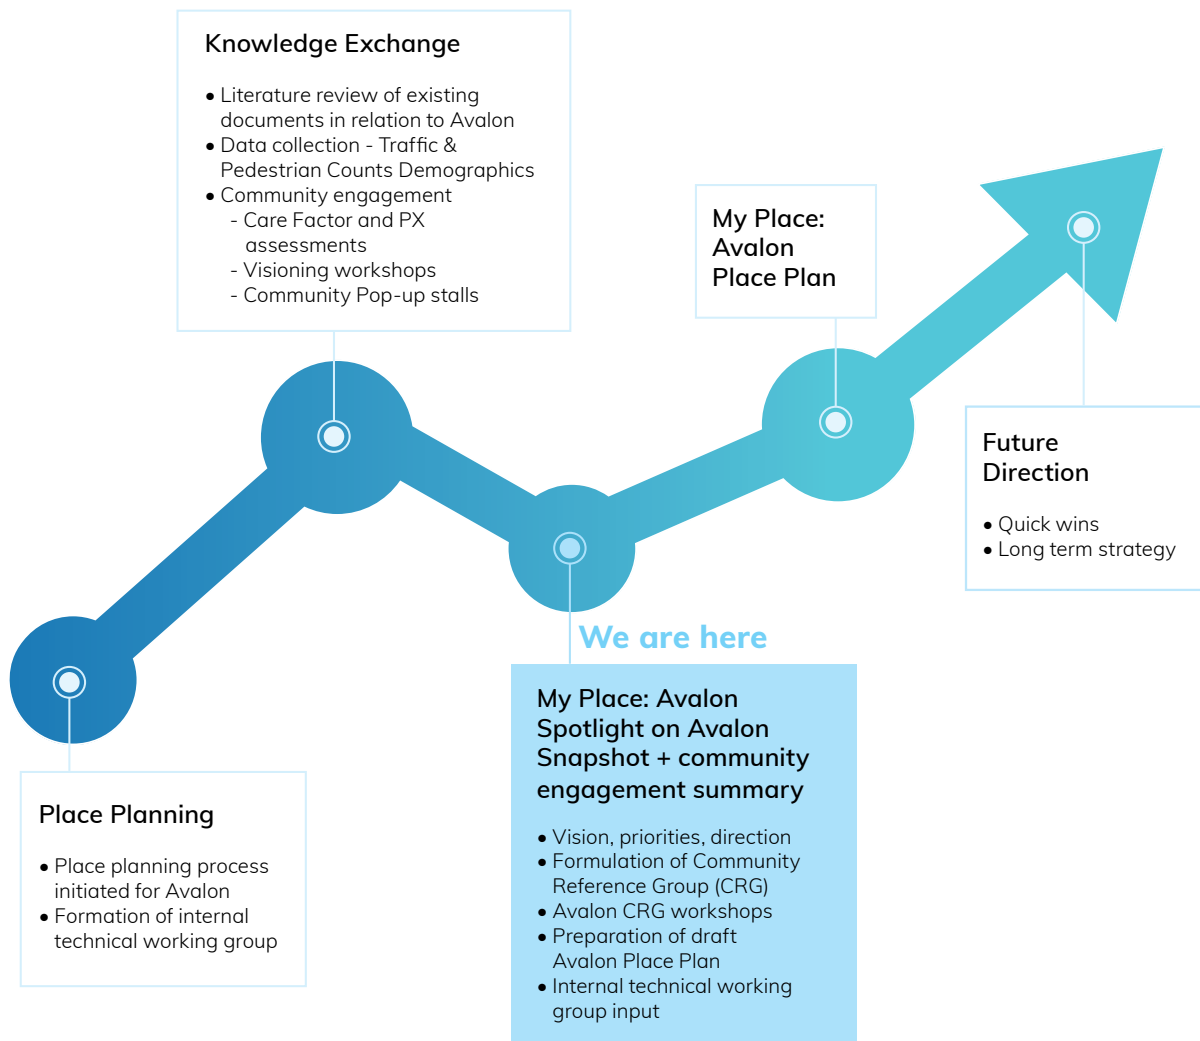 Knowledge Exchange
• Literature review of existing
documents in relation to Avalon
• Data collection - Traffic &
Pedestrian Counts Demographics
• Community engagement
- Care Factor and PX
assessments
- Visioning workshops
- Community Pop-up stalls
My Place:
Avalon
Place Plan
Future
Direction
• Quick wins
• Long term strategy
We are here
My Place: Avalon
Spotlight on Avalon
Snapshot + community
engagement summary
• Vision, priorities, direction
• Formulation of Community
Reference Group (CRG)
• Avalon CRG workshops
• Preparation of draft
Avalon Place Plan
• Internal technical working
group input
Place Planning
• Place planning process
initiated for Avalon
• Formation of internal
technical working group